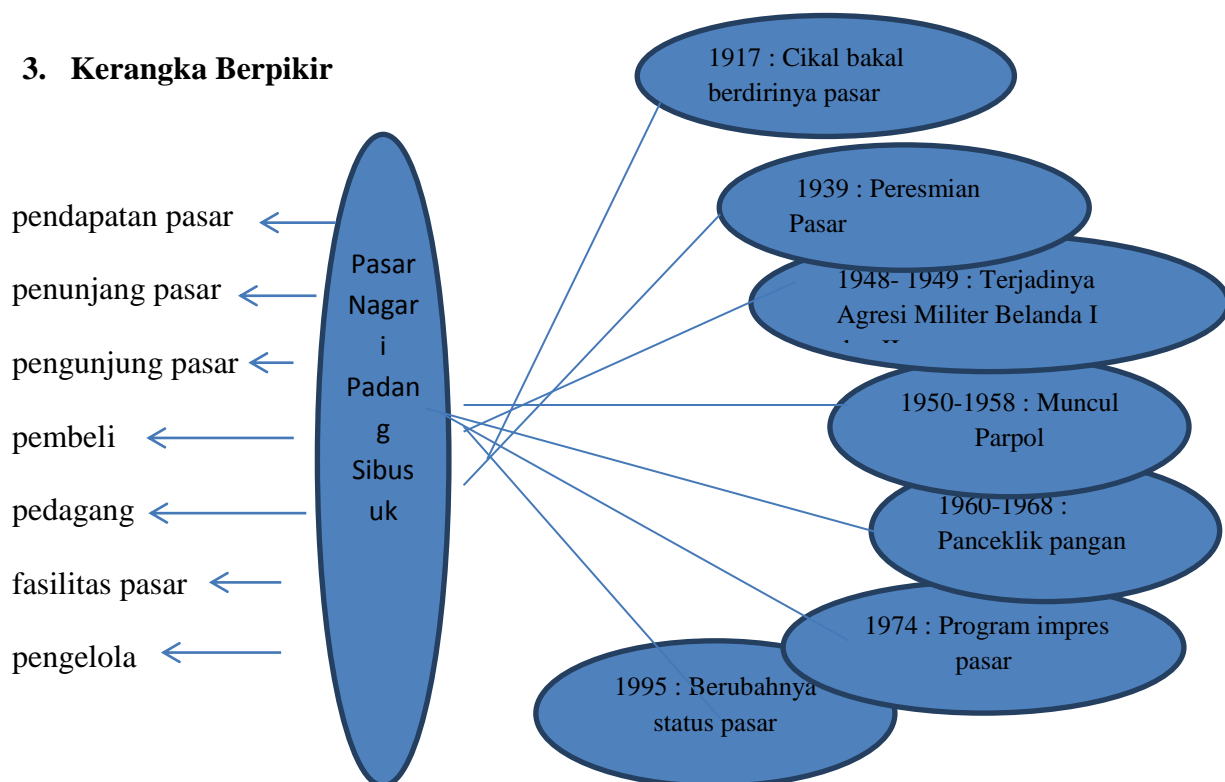 3. Kerangka Berpikir
pendapatan pasar
penunjang pasar
pengunjung pasar
pembeli
pedagang
fasilitas pasar
pengelola
Pasar
Nagar
i
Padan
g
Sibus
uk
1917 : Cikal bakal
berdirinya pasar
1939 : Peresmian
Pasar
1948- 1949 : Terjadinya
Agresi Militer Belanda I
1950-1958 : Muncul
Parpol
1960-1968 :
Panceklik pangan
1974 : Program impres
pasar
1995 : Berubahnya
status pasar